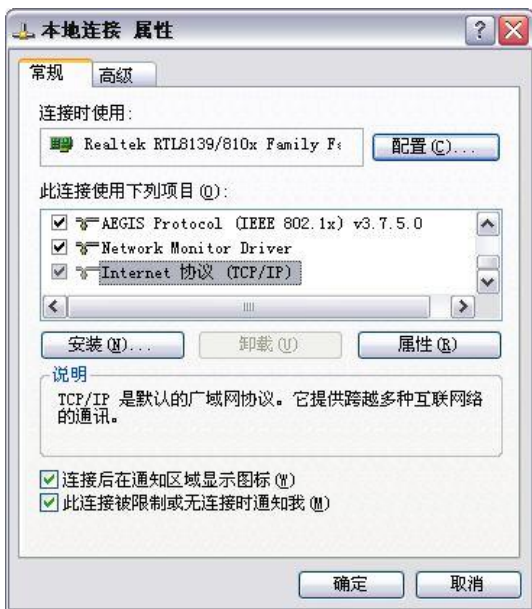 本地连接 属性
常规
高级
连接时使用:
Realtek RTL8139/810x Family Fa
配置(C)...
此连接使用下列项目(O):
AEGIS Protocol (IEEE 802.1x) v3.7.5.0
Network Monitor Driver
Internet 协议 (TCP/IP)
安装(N)...
卸载(U)
属性(R)
说明
TCP/IP 是默认的广域网协议。它提供跨越多种互联网络
的通讯。
连接后在通知区域显示图标(W)
此连接被限制或无连接时通知我(M)
确定
取消